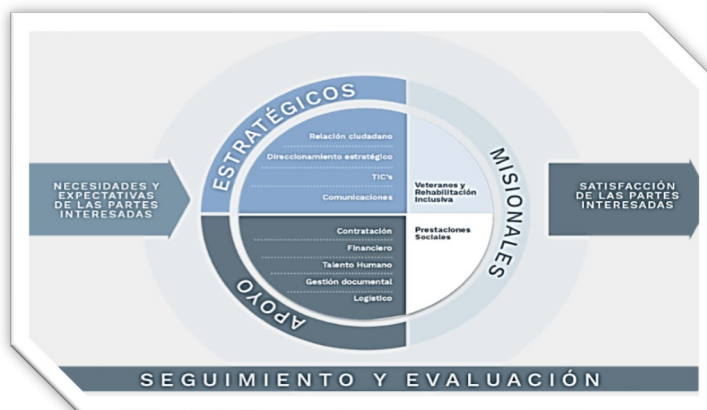 ESTRATÉGICOS
Relación ciudadano
Direccionamiento estratégico
TIC's
Comunicaciones
NECESIDADES Y
EXPECTATIVAS
DE LAS PARTES
INTERESADAS
Veteranos y
Rehabilitación
Inclusiva
MISIONALES
SATISFACCIÓN
DE LAS PARTES
INTERESADAS
Contratación
Financiero
Talento Humano
Gestión documental
Logístico
Prestaciones
Sociales
APOYO
SEGUIMIENTO Y EVALUACIÓN